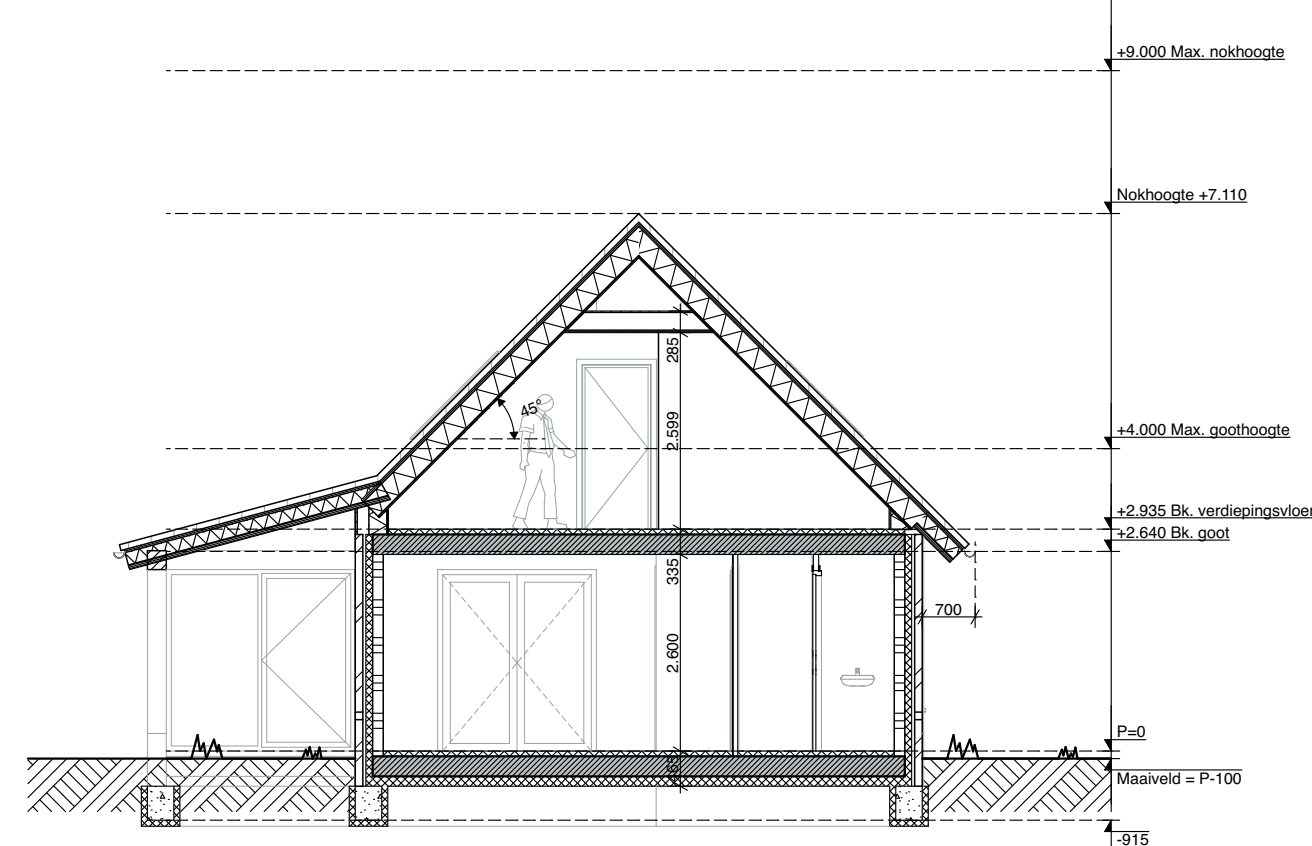 +9.000 Max. nokhoogte
Nokhoogte +7.110
285
45°
2.599
+4.000 Max. goothoogte
+2.935 Bk. verdiepingsvloer
+2.640 Bk. goot
335
700
2.600
P=0
465
Maaiveld = P-100
-915